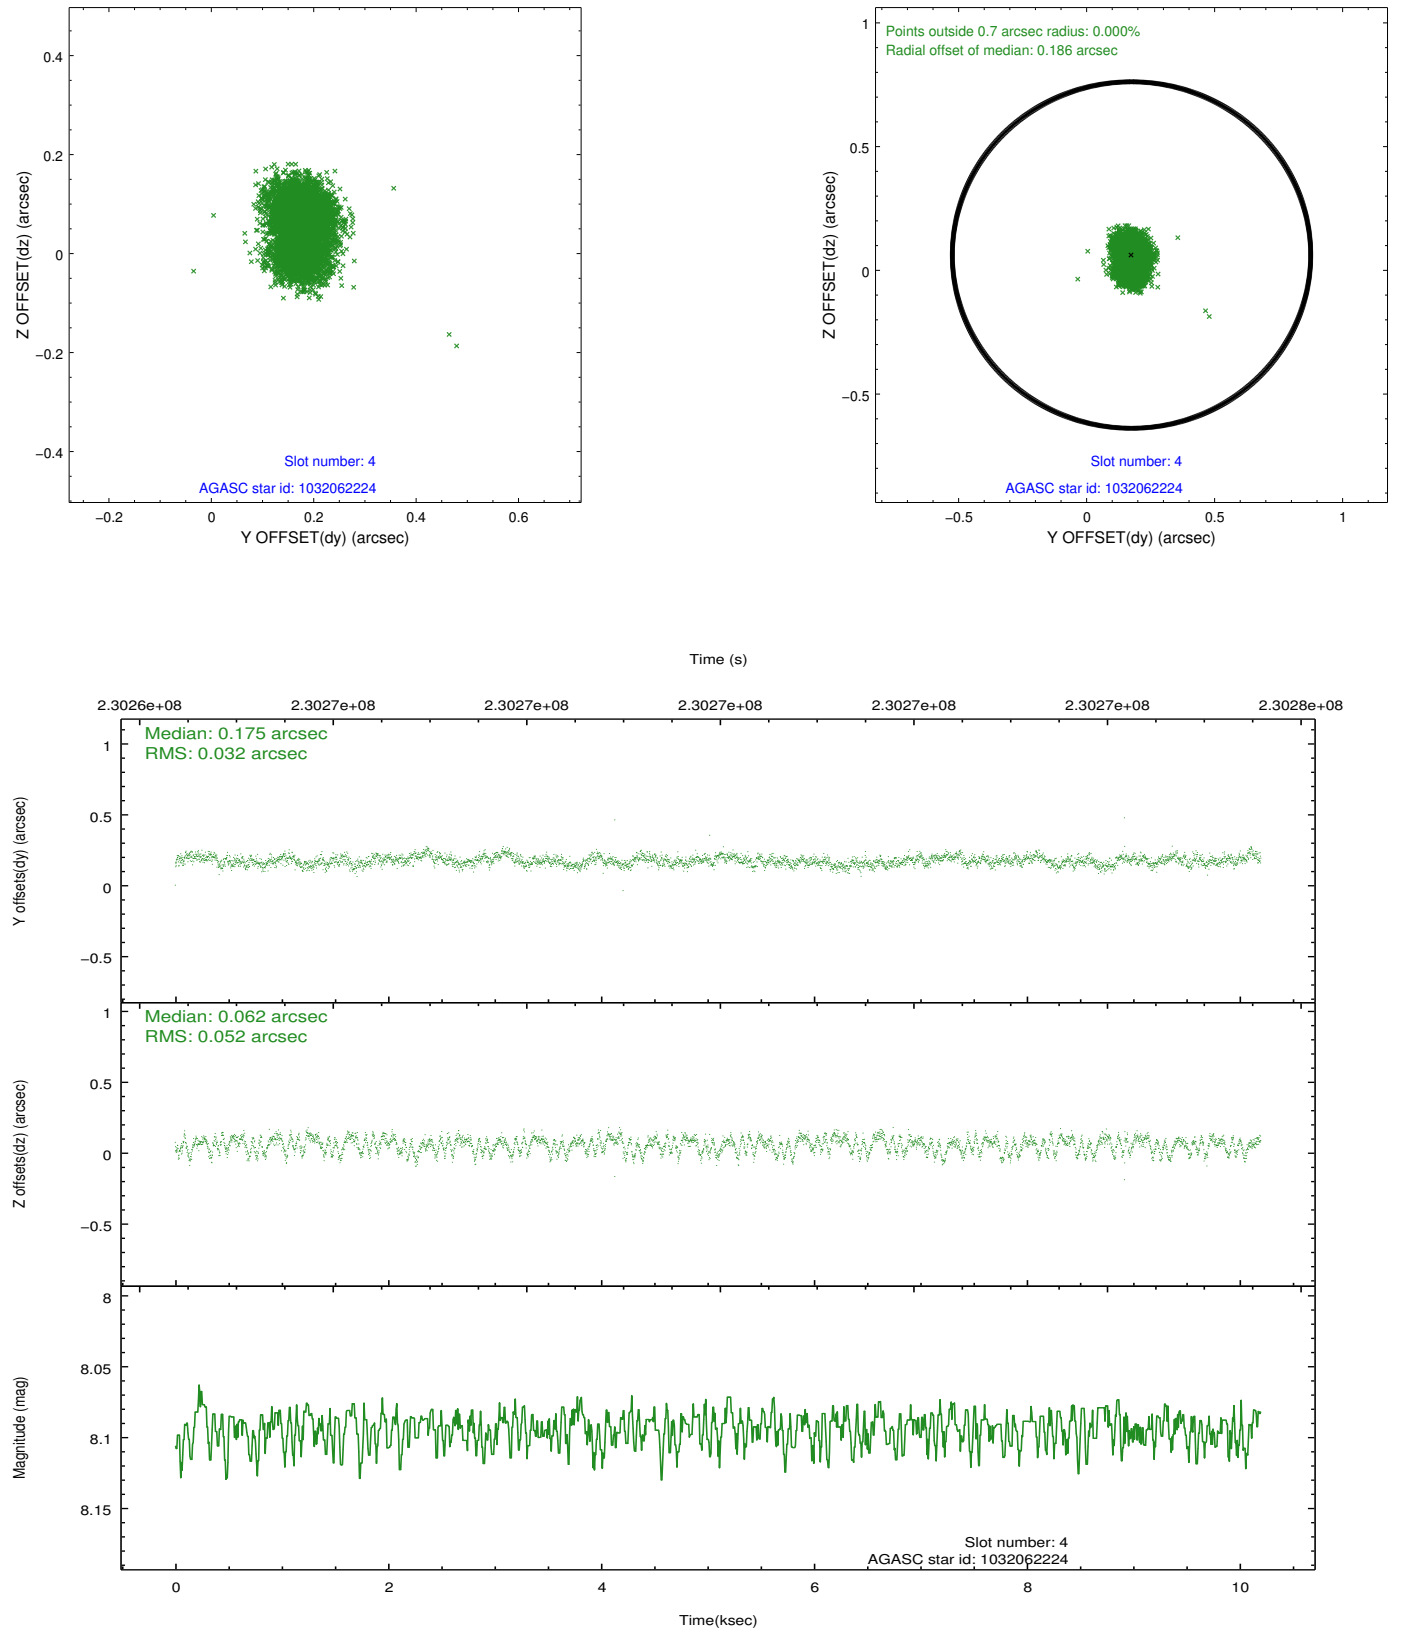 0.4
0.2
0
−0.2
−0.4
Z OFFSET(dz) (arcsec)
Slot number: 4
AGASC star id: 1032062224
−0.2 0 0.2 0.4 0.6
Y OFFSET(dy) (arcsec)
Points outside 0.7 arcsec radius: 0.000%
Radial offset of median: 0.186 arcsec
1
0.5
0
−0.5
Z OFFSET(dz) (arcsec)
Slot number: 4
AGASC star id: 1032062224
−0.5 0 0.5 1
Y OFFSET(dy) (arcsec)
Time (s)
2.3026e+08 2.3027e+08 2.3027e+08 2.3027e+08 2.3027e+08 2.3027e+08 2.3028e+08
Median: 0.175 arcsec
RMS: 0.032 arcsec
1
0.5
0
−0.5
Y offsets(dy) (arcsec)
Median: 0.062 arcsec
RMS: 0.052 arcsec
1
0.5
0
−0.5
Z offsets(dz) (arcsec)
8
8.05
8.1
8.15
Magnitude (mag)
Slot number: 4
AGASC star id: 1032062224
0 2 4 6 8 10
Time(ksec)